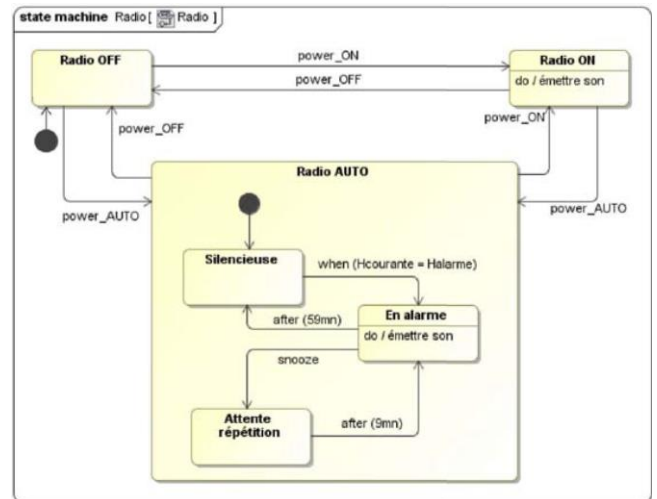 state machine Radio [ Radio ]
Radio OFF
power_ON
Radio ON
do / émettre son
power_OFF
power_OFF
power_ON
Radio AUTO
power_AUTO
power_AUTO
Silencieuse
when (Hcourante = Halarme)
En alarme
do / émettre son
after (59mn)
snooze
Attente
répétition
after (9mn)